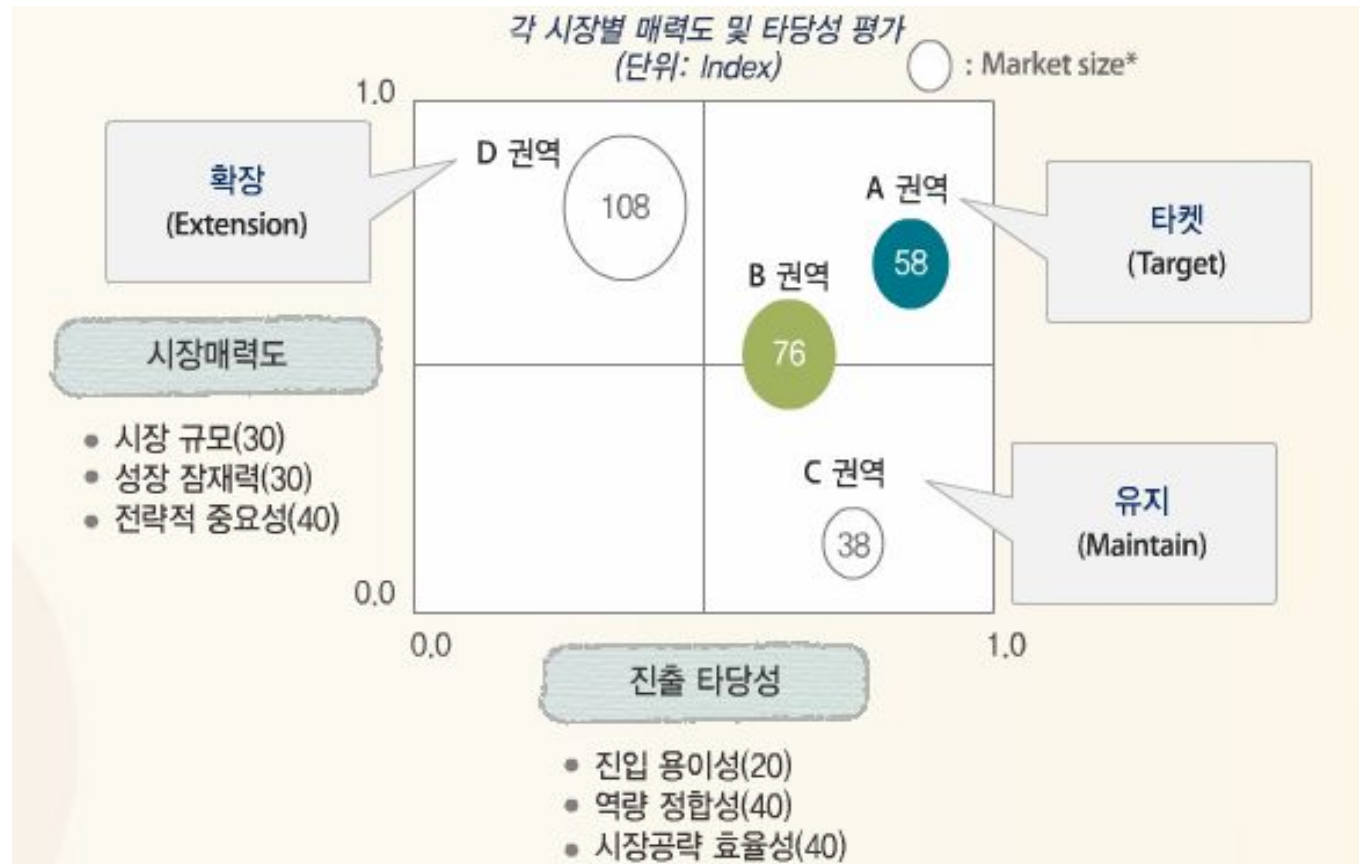 각 시장별 매력도 및 타당성 평가
(단위: Index)
: Market size*
1.0
D 권역
108
확장
(Extension)
A 권역
58
타켓
(Target)
B 권역
76
시장매력도
• 시장 규모(30)
• 성장 잠재력(30)
• 전략적 중요성(40)
C 권역
38
유지
(Maintain)
0.0
0.0
1.0
진출 타당성
• 진입 용이성(20)
• 역량 정합성(40)
• 시장공략 효율성(40)